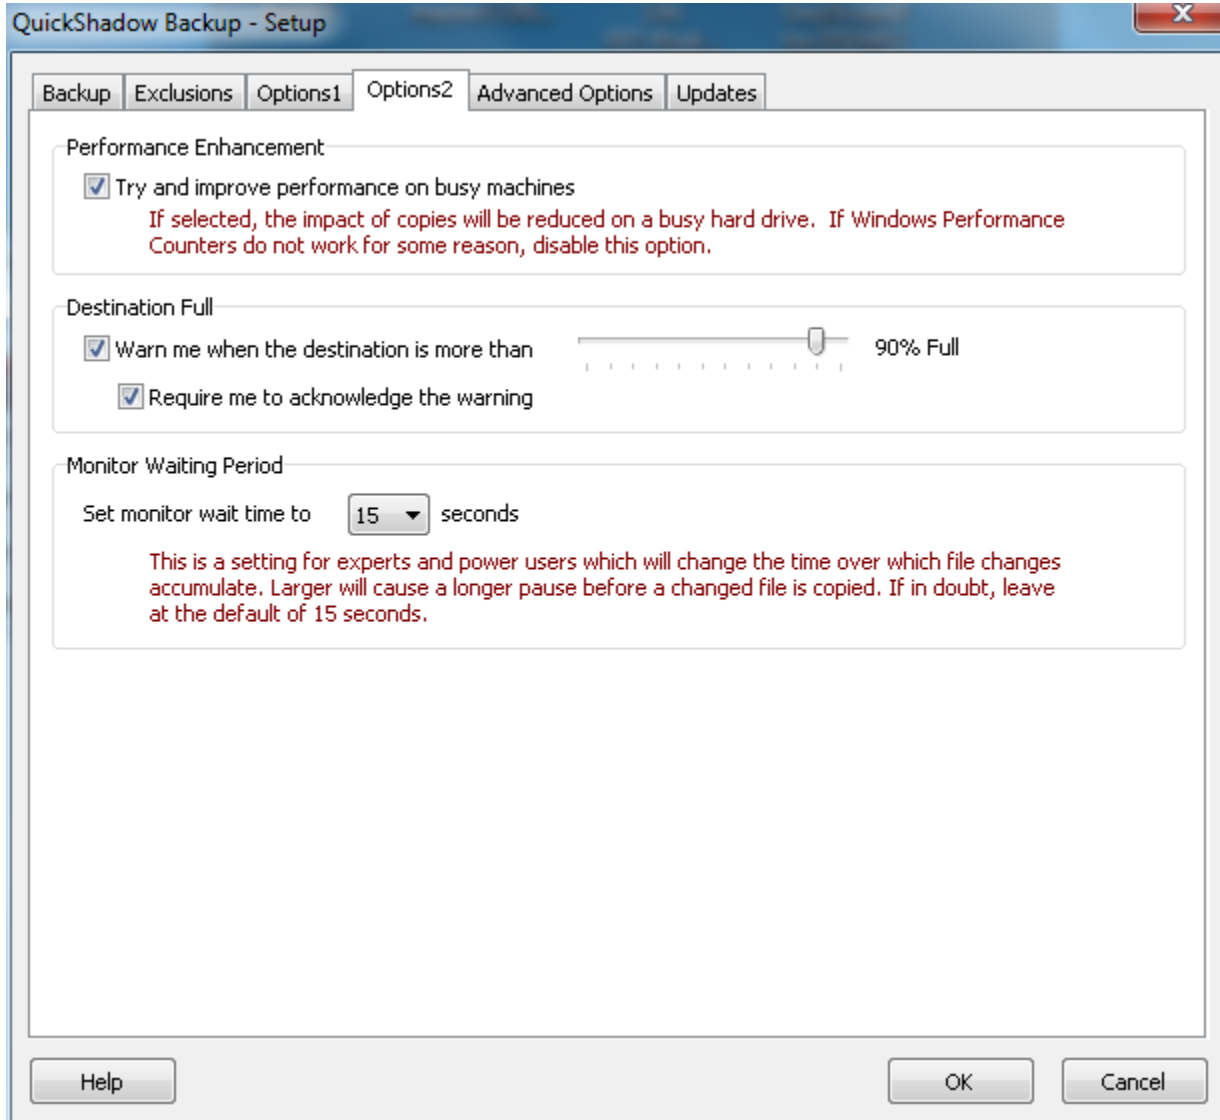 QuickShadow Backup - Setup
Backup Exclusions Options1 Options2 Advanced Options Updates
Performance Enhancement
Try and improve performance on busy machines
If selected, the impact of copies will be reduced on a busy hard drive.  If Windows Performance
Counters do not work for some reason, disable this option.
Destination Full
Warn me when the destination is more than 90% Full
Require me to acknowledge the warning
Monitor Waiting Period
Set monitor wait time to 15 seconds
This is a setting for experts and power users which will change the time over which file changes
accumulate. Larger will cause a longer pause before a changed file is copied. If in doubt, leave
at the default of 15 seconds.
Help OK Cancel